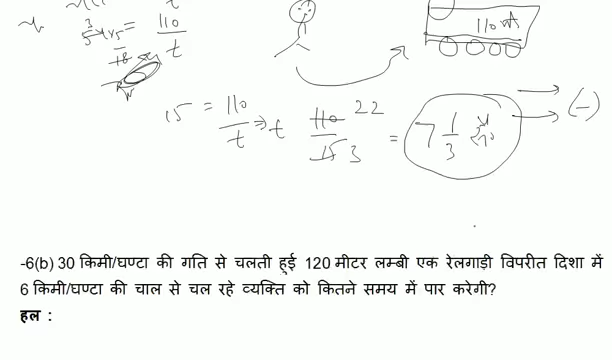 110
t
110 मी
15 = 110/t ⇒ t 110/15 22 3 = 7 1/3 (-)
-6(b) 30 किमी/घण्टा की गति से चलती हुई 120 मीटर लम्बी एक रेलगाड़ी विपरीत दिशा में
6 किमी/घण्टा की चाल से चल रहे व्यक्ति को कितने समय में पार करेगी?
हल :